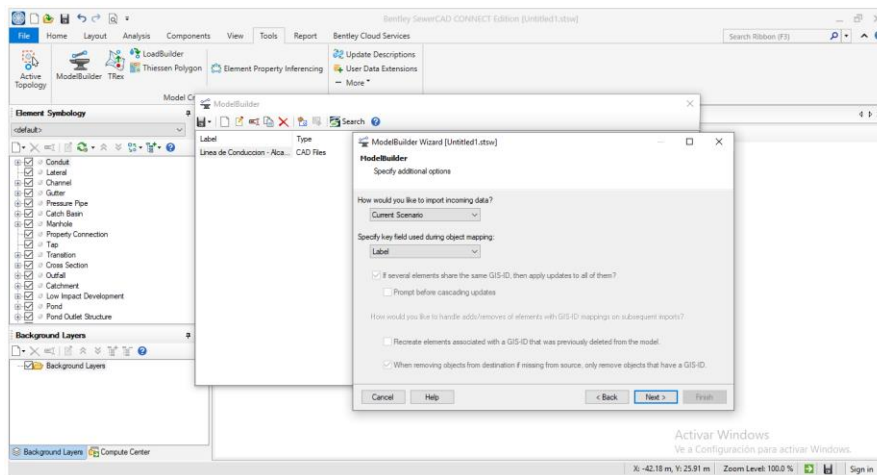 Bentley SewerCAD CONNECT Edition [Untitled1.stsw]
File Home Layout Analysis Components View Tools Report Bentley Cloud Services Search Ribbon (F3)
Active Topology
ModelBuilder
TRex
LoadBuilder
Thiessen Polygon
Element Property Inferencing
Update Descriptions
User Data Extensions
More
Model Cr
Element Symbology
<default>
Conduit
Lateral
Channel
Gutter
Pressure Pipe
Catch Basin
Manhole
Property Connection
Tap
Transition
Cross Section
Outfall
Catchment
Low Impact Development
Pond
Pond Outlet Structure
Background Layers
Background Layers
Background Layers Compute Center
ModelBuilder
Search
Label Type
Linea de Conduccion - Alca... CAD Files
ModelBuilder Wizard [Untitled1.stsw]
ModelBuilder
Specify additional options
How would you like to import incoming data?
Current Scenario
Specify key field used during object mapping:
Label
If several elements share the same GIS-ID, then apply updates to all of them?
Prompt before cascading updates
How would you like to handle adds/removes of elements with GIS-ID mappings on subsequent imports?
Recreate elements associated with a GIS-ID that was previously deleted from the model.
When removing objects from destination if missing from source, only remove objects that have a GIS-ID.
Cancel Help < Back Next > Finish
Activar Windows
Ve a Configuración para activar Windows.
X: -42.18 m, Y: 25.91 m Zoom Level: 100.0 % Sign in